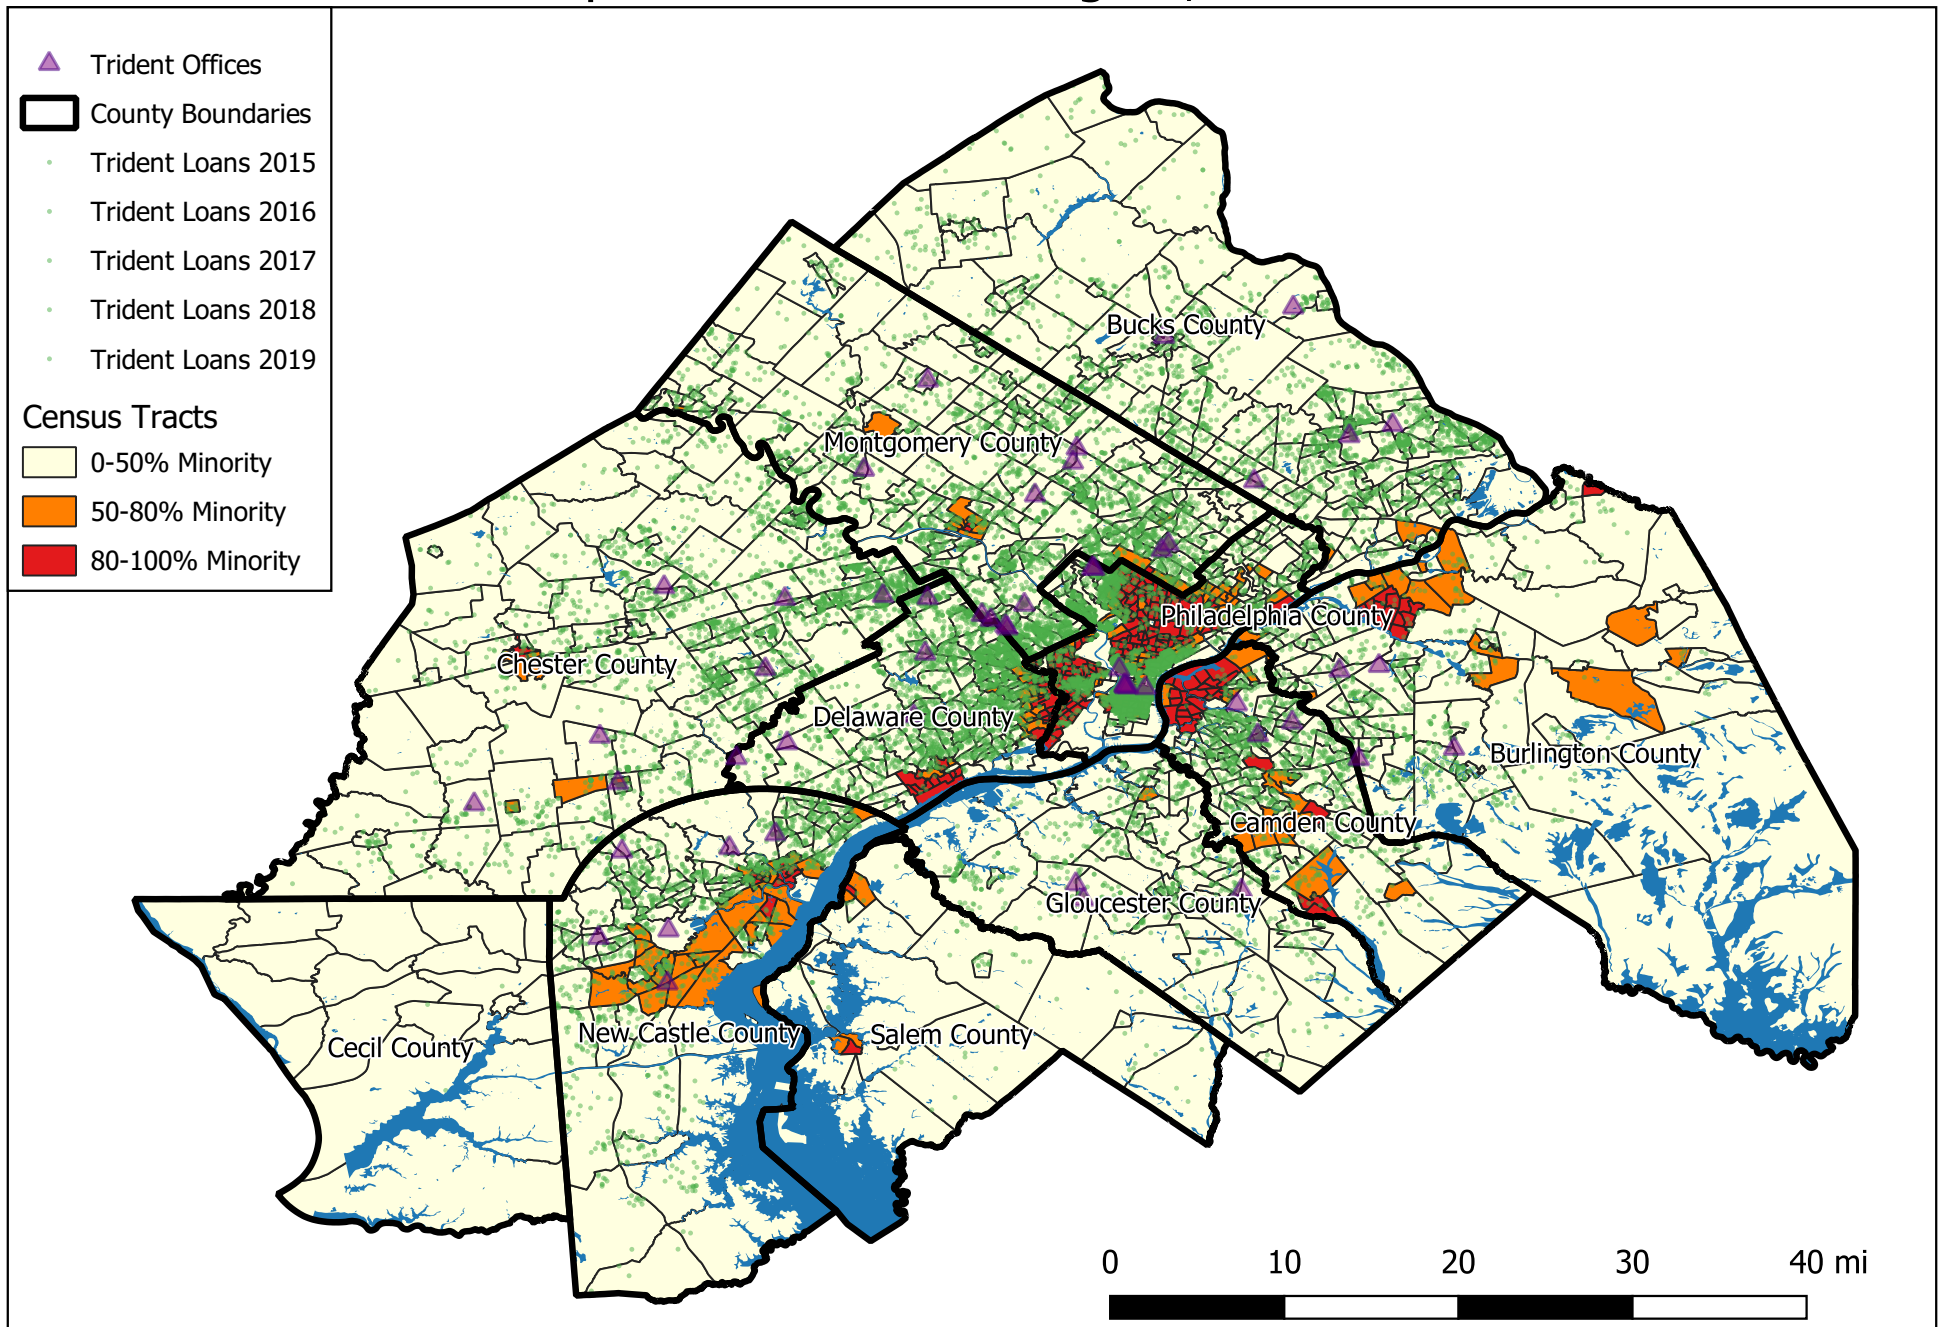 Trident Offices
County Boundaries
Trident Loans 2015
Trident Loans 2016
Trident Loans 2017
Trident Loans 2018
Trident Loans 2019
Census Tracts
0-50% Minority
50-80% Minority
80-100% Minority
Bucks County
Montgomery County
Philadelphia County
Chester County
Delaware County
Burlington County
Camden County
Gloucester County
New Castle County
Salem County
Cecil County
0 10 20 30 40 mi